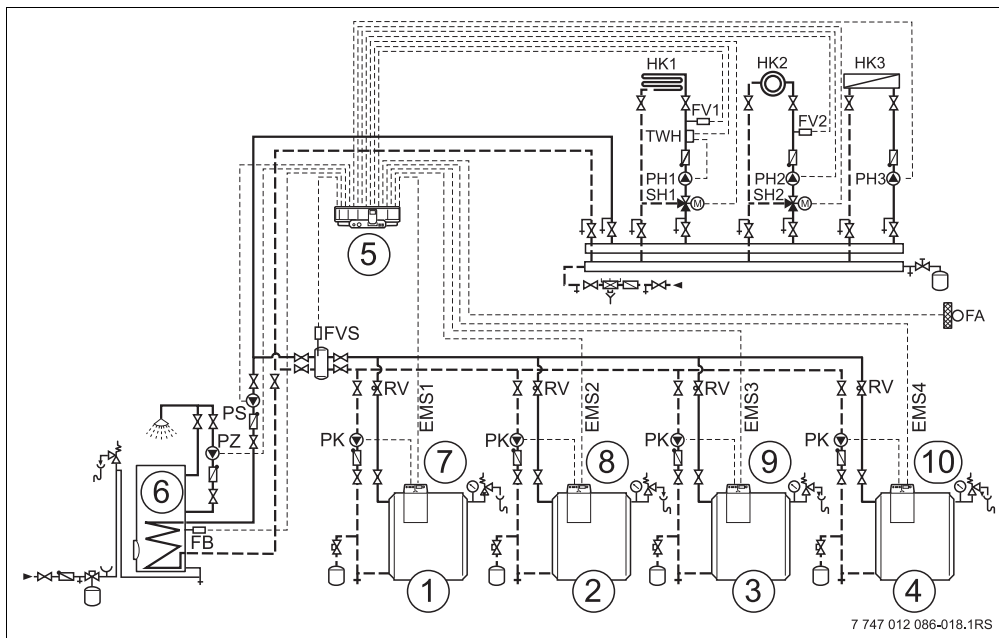 HK1
HK2
HK3
FV1
FV2
TWH
PH1
PH2
PH3
SH1
SH2
M
M
5
FA
FVS
RV
RV
RV
RV
EMS1
EMS2
EMS3
EMS4
PS
PZ
PK
PK
PK
PK
7
8
9
10
6
FB
1
2
3
4
7 747 012 086-018.1RS